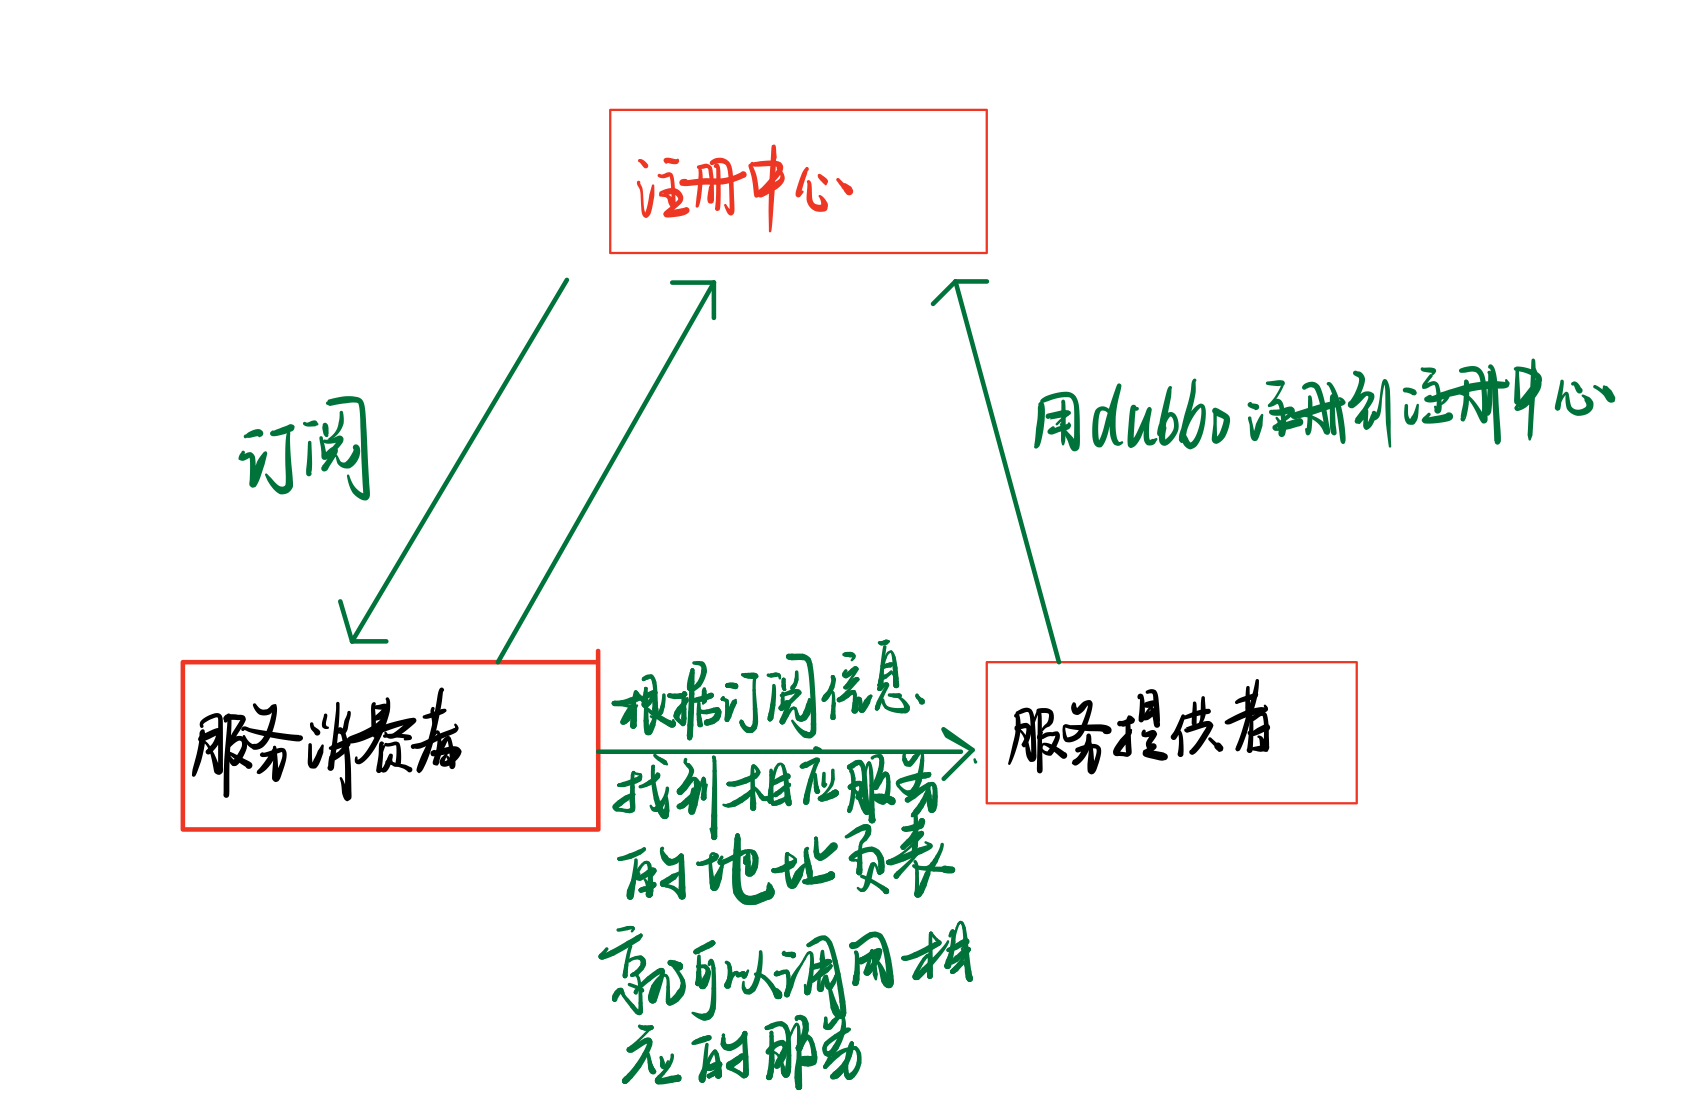 注册中心
用dubbo注册到注册中心
订阅
服务消费者
根据订阅信息
服务提供者
找到相应服务
的地址页表
就可以调用相
应的服务